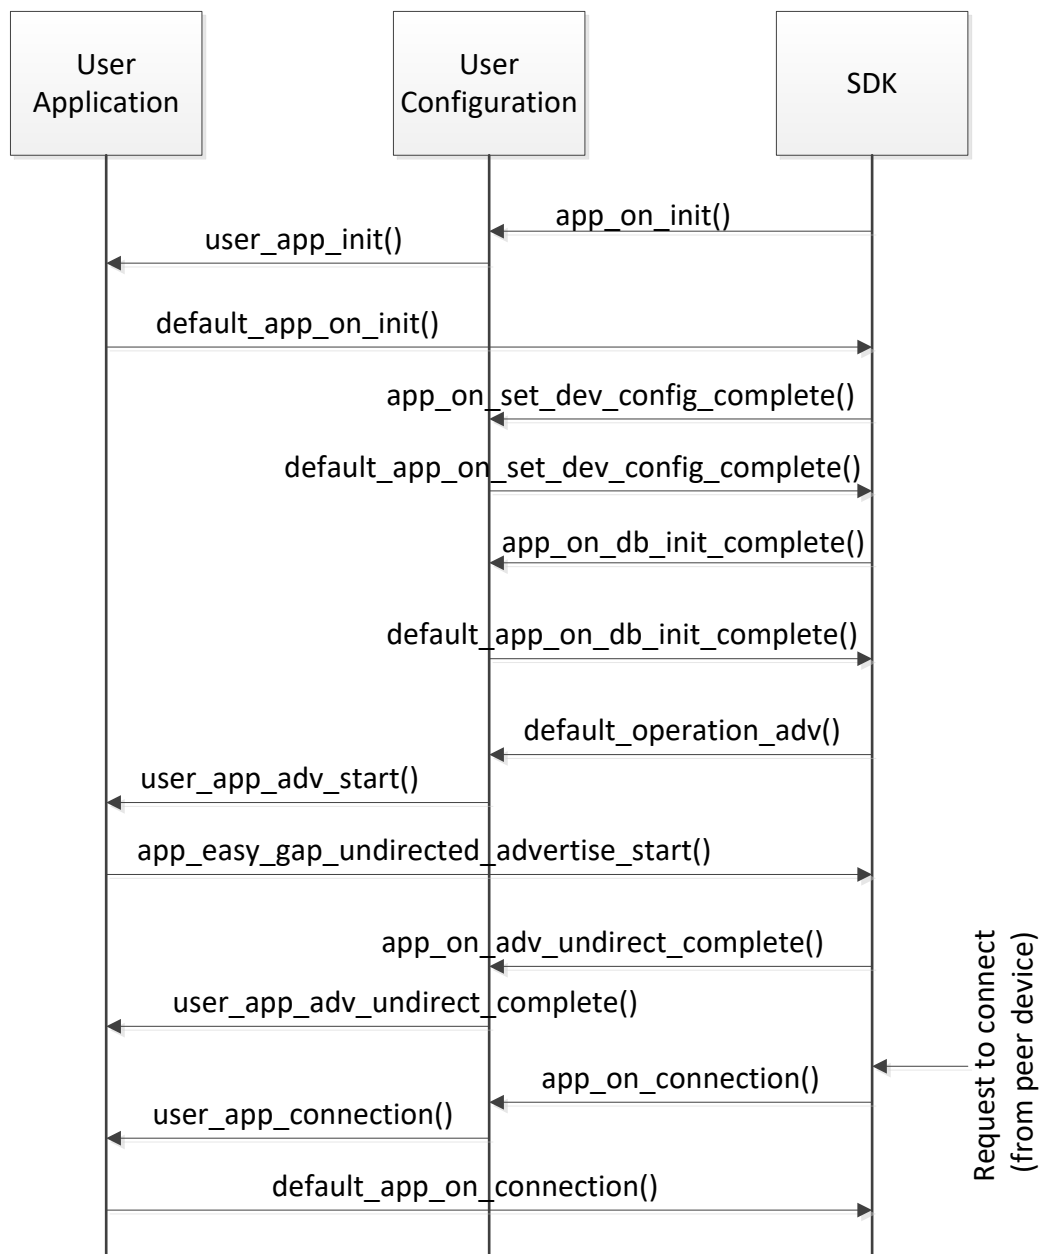 User
Application
User
Configuration
SDK
app_on_init()
user_app_init()
default_app_on_init()
app_on_set_dev_config_complete()
default_app_on_set_dev_config_complete()
app_on_db_init_complete()
default_app_on_db_init_complete()
default_operation_adv()
user_app_adv_start()
app_easy_gap_undirected_advertise_start()
app_on_adv_undirect_complete()
user_app_adv_undirect_complete()
Request to connect
(from peer device)
app_on_connection()
user_app_connection()
default_app_on_connection()